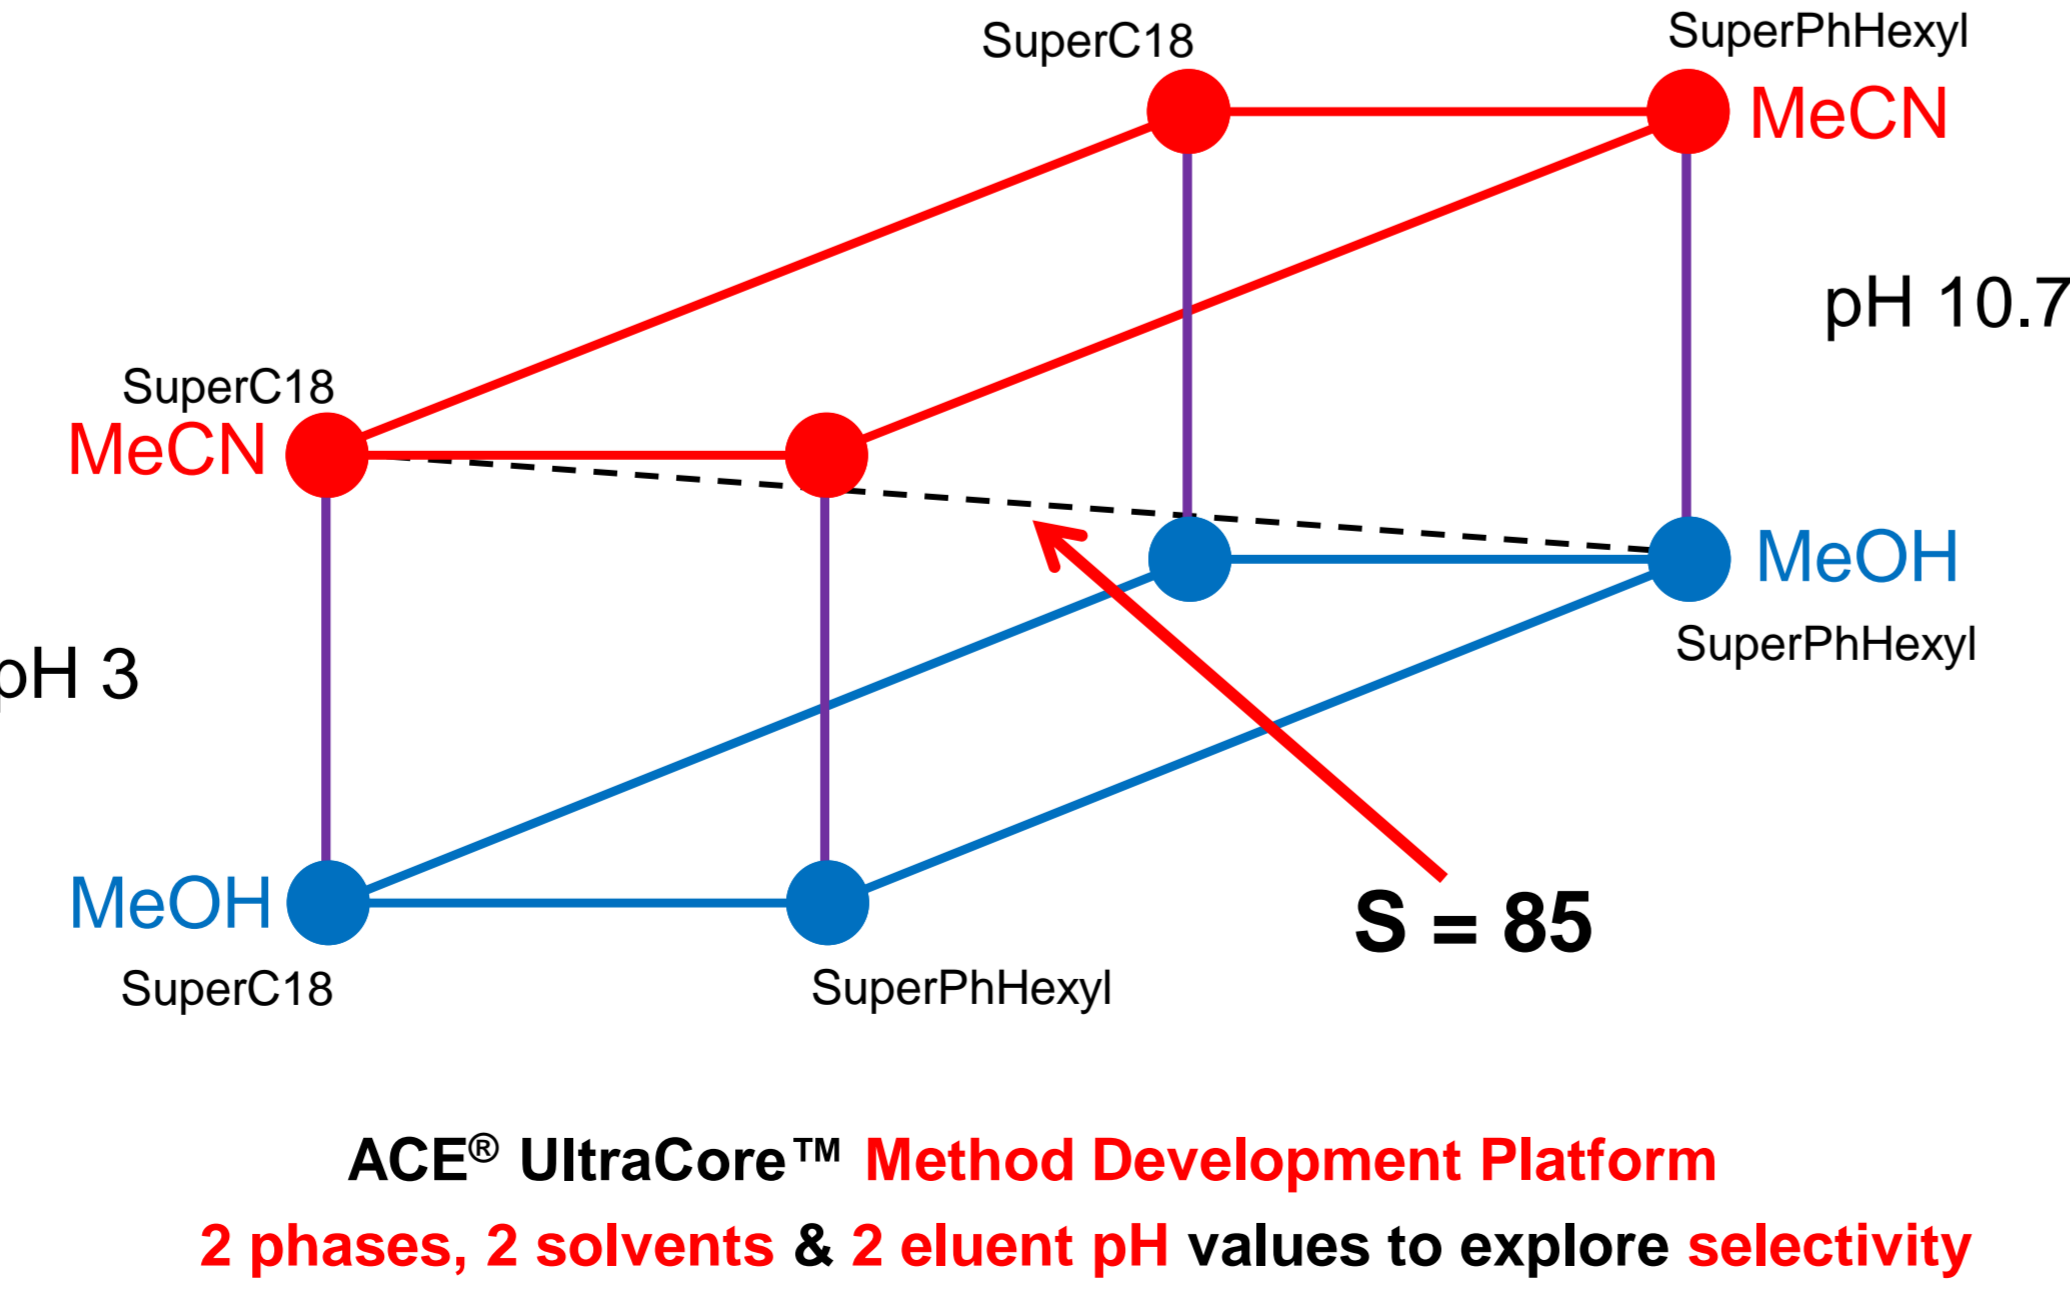 SuperC18
SuperPhHexyl
MeCN
pH 10.7
SuperC18
MeCN
MeOH
SuperPhHexyl
pH 3
MeOH
S = 85
SuperC18
SuperPhHexyl
ACE® UltraCore™ Method Development Platform
2 phases, 2 solvents & 2 eluent pH values to explore selectivity